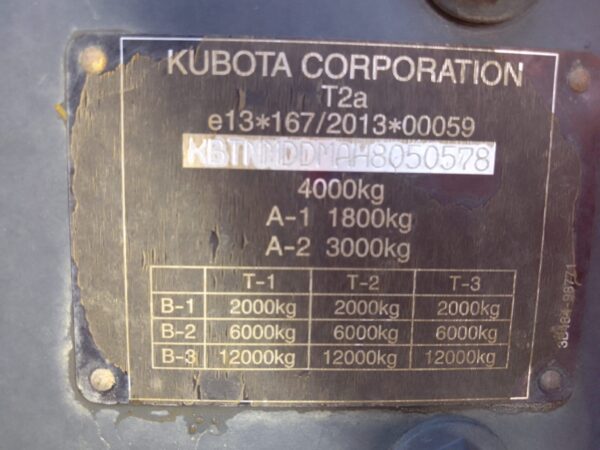 KUBOTA CORPORATION
T2a
e13*167/2013*00059
KBTNMDDMAH8050578
4000kg
A-1 1800kg
A-2 3000kg
T-1 T-2 T-3
B-1 2000kg 2000kg 2000kg
B-2 6000kg 6000kg 6000kg
B-3 12000kg 12000kg 12000kg